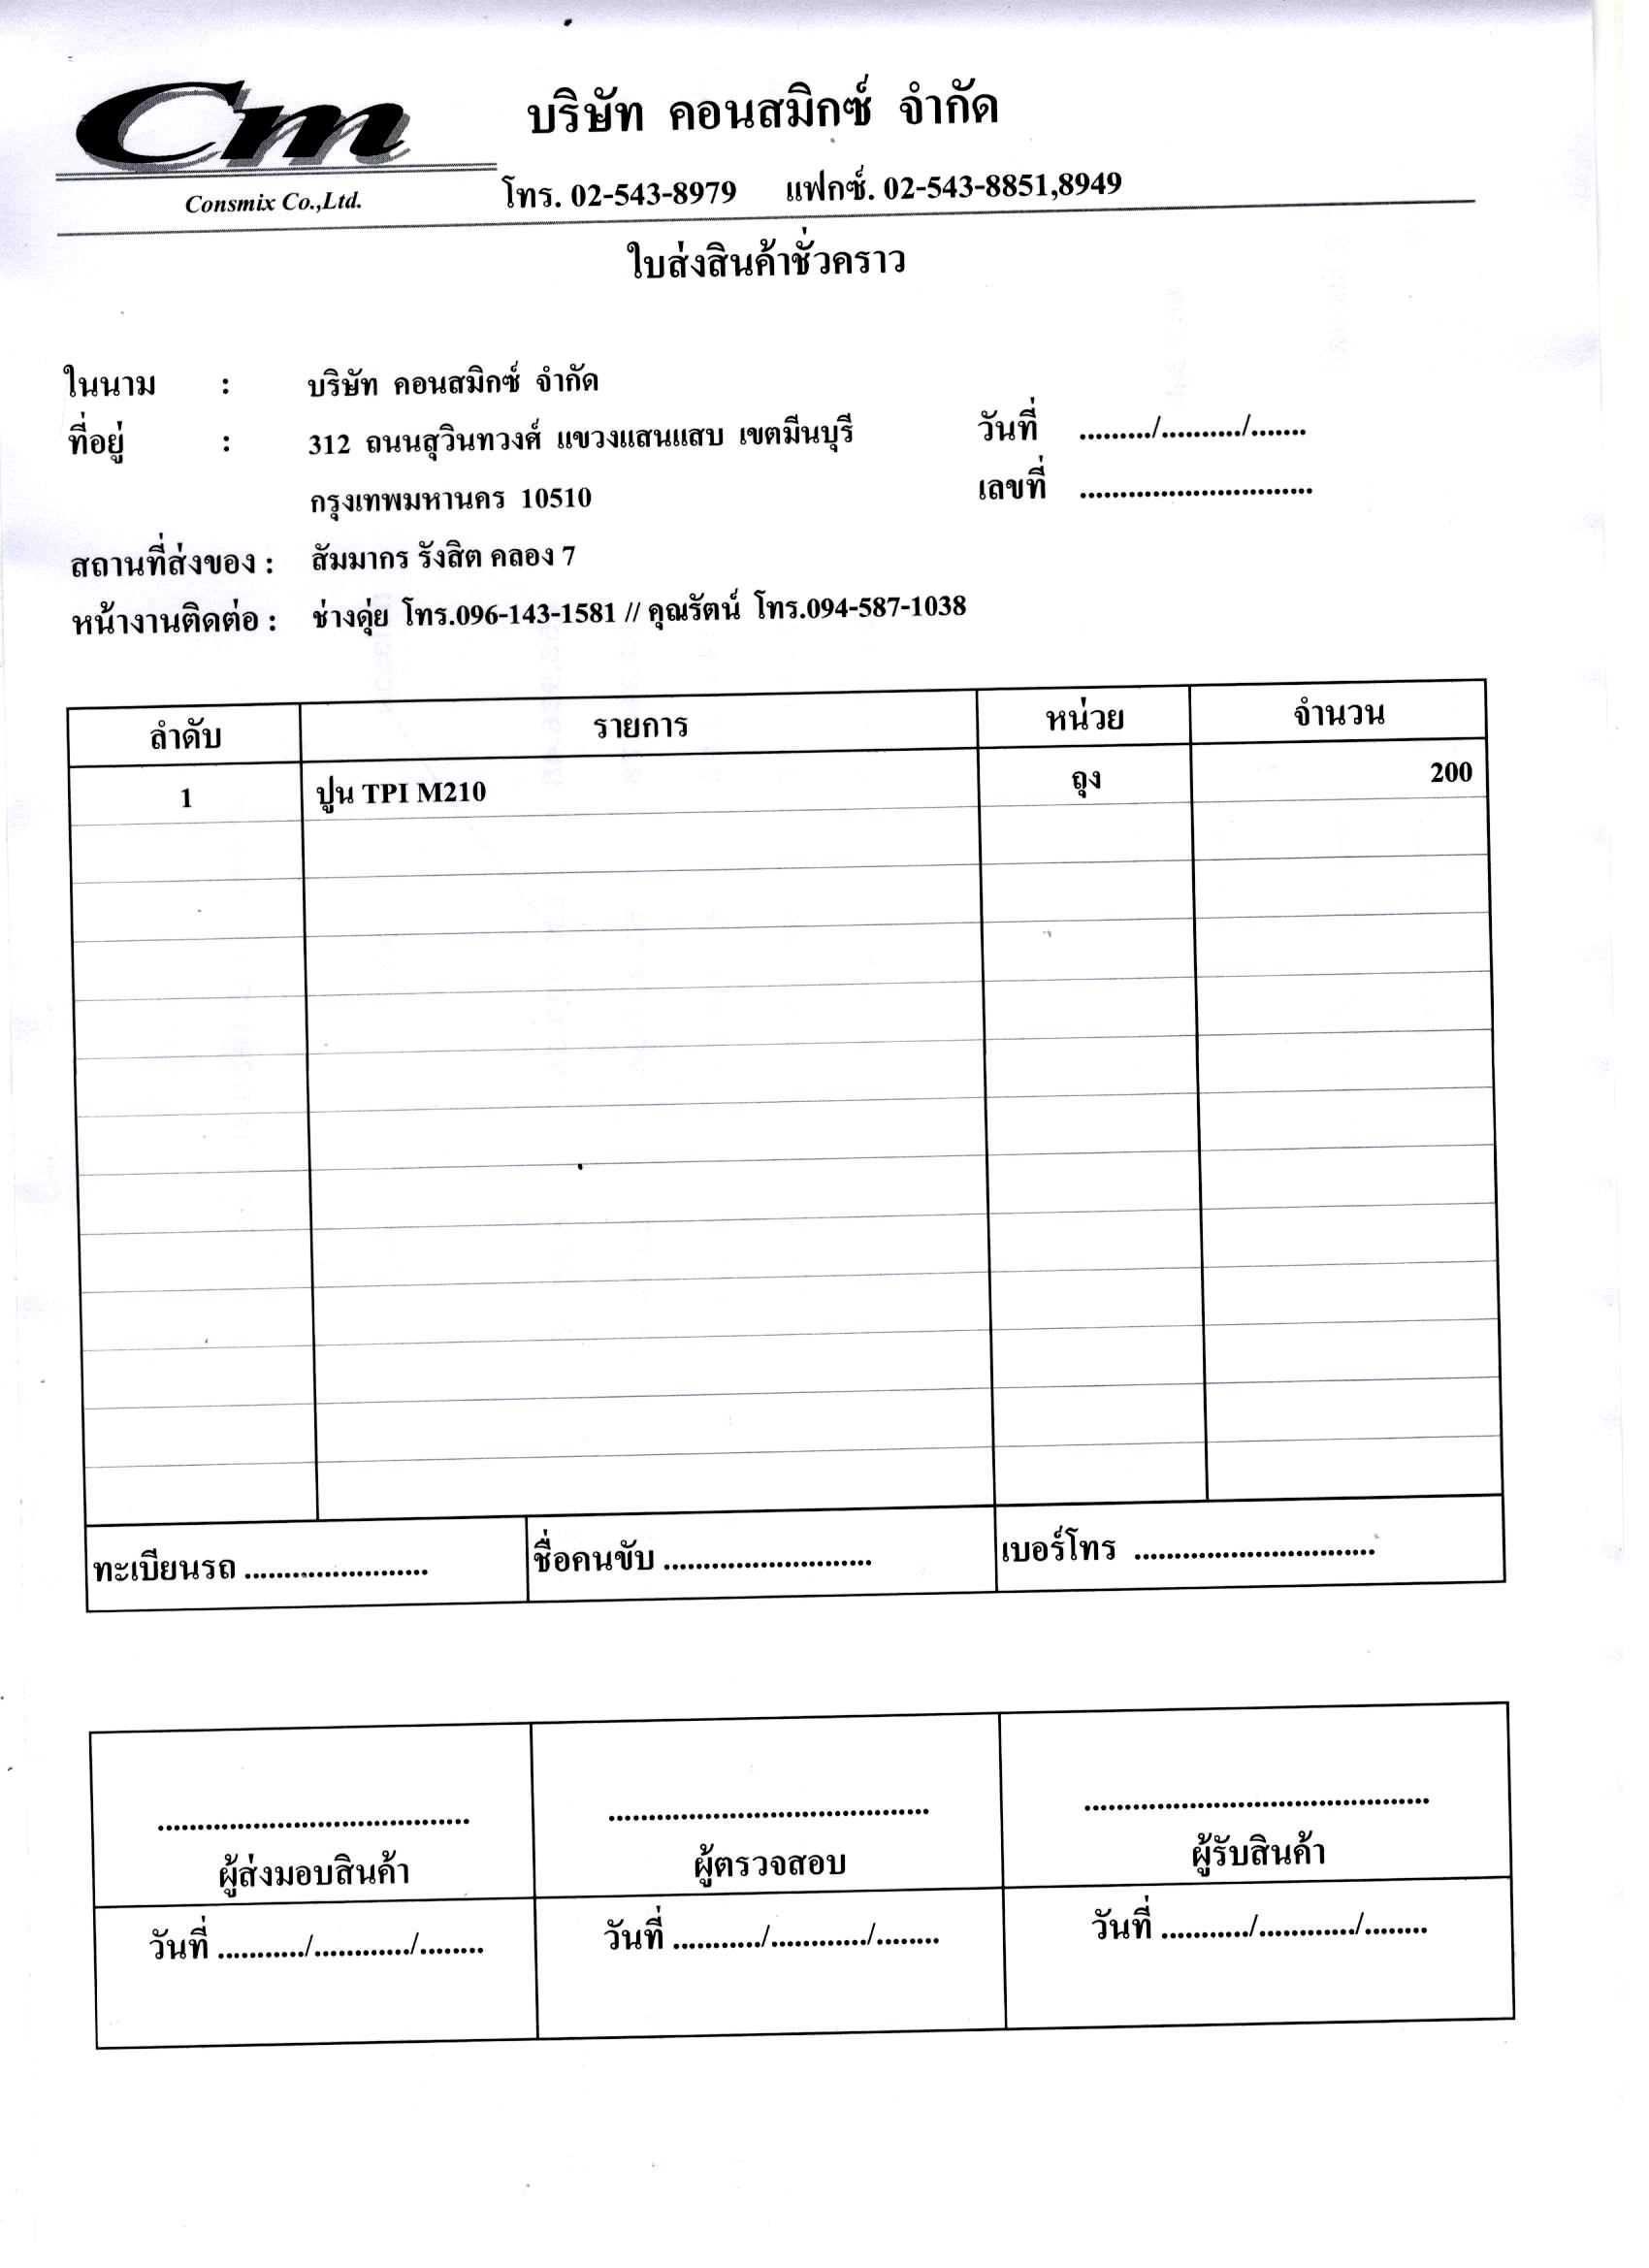 Cm
บริษัท คอนสมิกซ์ จำกัด
Consmix Co.,Ltd.
โทร. 02-543-8979 แฟกซ์. 02-543-8851,8949
ใบส่งสินค้าชั่วคราว
ในนาม : บริษัท คอนสมิกซ์ จำกัด
ที่อยู่ : 312 ถนนสุวินทวงศ์ แขวงแสนแสบ เขตมีนบุรี วันที่ ........./........../.......
กรุงเทพมหานคร 10510 เลขที่ .............................
สถานที่ส่งของ : สัมมากร รังสิต คลอง 7
หน้างานติดต่อ : ช่างดุ่ย โทร.096-143-1581 // คุณรัตน์ โทร.094-587-1038
ลำดับ รายการ หน่วย จำนวน
1 ปูน TPI M210 ถุง 200
ทะเบียนรถ ....................... ชื่อคนขับ .......................... เบอร์โทร ..............................
....................................... ........................................ ...........................................
ผู้ส่งมอบสินค้า ผู้ตรวจสอบ ผู้รับสินค้า
วันที่ .........../............/........ วันที่ .........../............/........ วันที่ .........../............/........